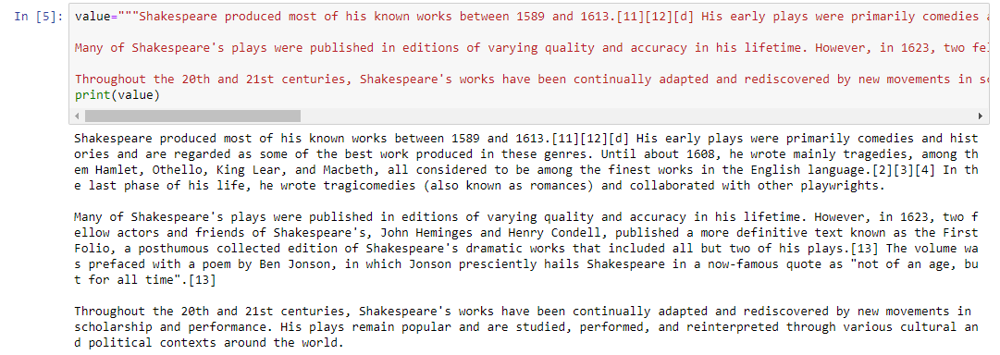 In [5]: value="""Shakespeare produced most of his known works between 1589 and 1613.[11][12][d] His early plays were primarily comedies
Many of Shakespeare's plays were published in editions of varying quality and accuracy in his lifetime. However, in 1623, two
Throughout the 20th and 21st centuries, Shakespeare's works have been continually adapted and rediscovered by new movements in
print(value)
Shakespeare produced most of his known works between 1589 and 1613.[11][12][d] His early plays were primarily comedies and hist
ories and are regarded as some of the best work produced in these genres. Until about 1608, he wrote mainly tragedies, among th
em Hamlet, Othello, King Lear, and Macbeth, all considered to be among the finest works in the English language.[2][3][4] In th
e last phase of his life, he wrote tragicomedies (also known as romances) and collaborated with other playwrights.
Many of Shakespeare's plays were published in editions of varying quality and accuracy in his lifetime. However, in 1623, two f
ellow actors and friends of Shakespeare's, John Heminges and Henry Condell, published a more definitive text known as the First
Folio, a posthumous collected edition of Shakespeare's dramatic works that included all but two of his plays.[13] The volume wa
s prefaced with a poem by Ben Jonson, in which Jonson presciently hails Shakespeare in a now-famous quote as "not of an age, bu
t for all time".[13]
Throughout the 20th and 21st centuries, Shakespeare's works have been continually adapted and rediscovered by new movements in
scholarship and performance. His plays remain popular and are studied, performed, and reinterpreted through various cultural an
d political contexts around the world.